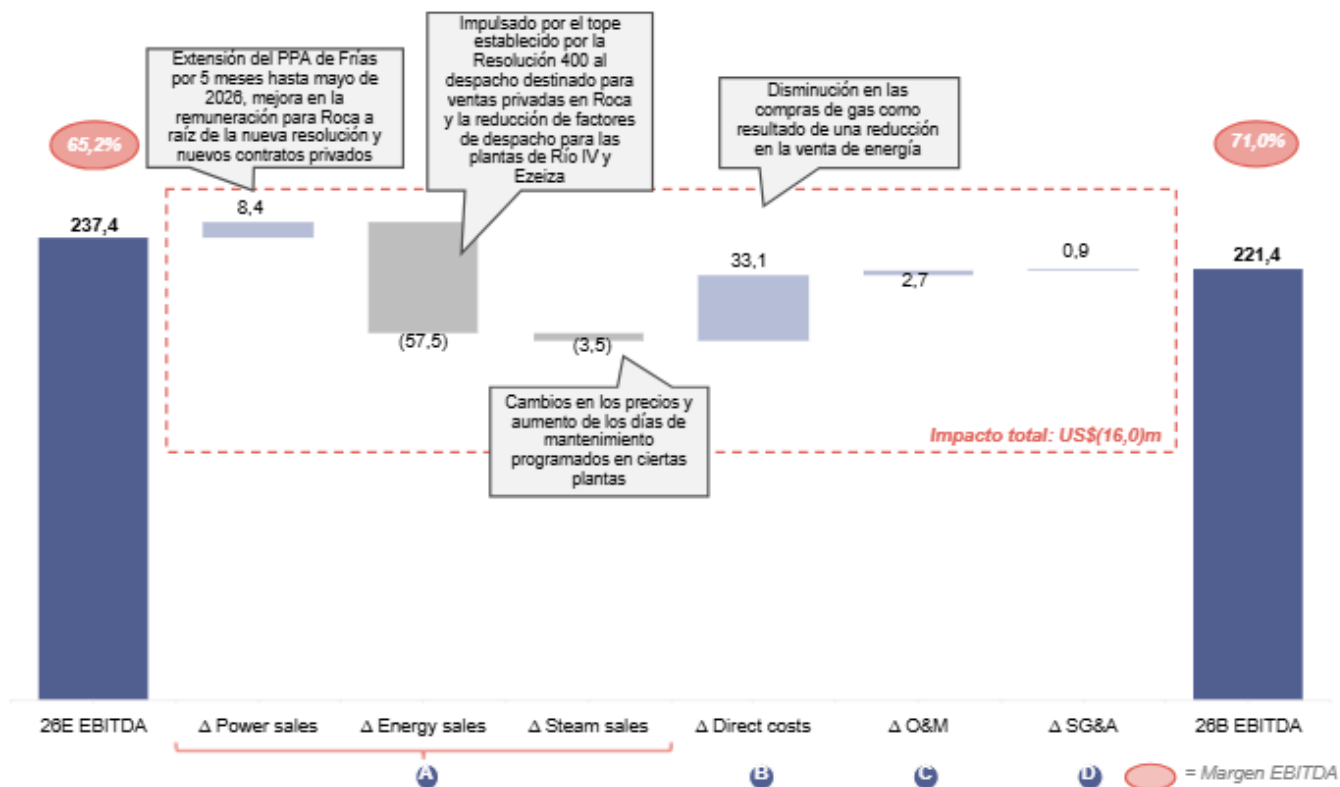 Extensión del PPA de Frías
por 5 meses hasta mayo de
2026, mejora en la
remuneración para Roca a
raíz de la nueva resolución y
nuevos contratos privados
Impulsado por el tope
establecido por la
Resolución 400 al
despacho destinado para
ventas privadas en Roca
y la reducción de factores
de despacho para las
plantas de Río IV y
Ezeiza
Disminución en las
compras de gas como
resultado de una reducción
en la venta de energía
65,2%
71,0%
237,4
8,4
(57,5)
(3,5)
33,1
2,7
0,9
221,4
Cambios en los precios y
aumento de los días de
mantenimiento
programados en ciertas
plantas
Impacto total: US$(16,0)m
26E EBITDA
Δ Power sales
Δ Energy sales
Δ Steam sales
Δ Direct costs
Δ O&M
Δ SG&A
26B EBITDA
A
B
C
D
= Margen EBITDA